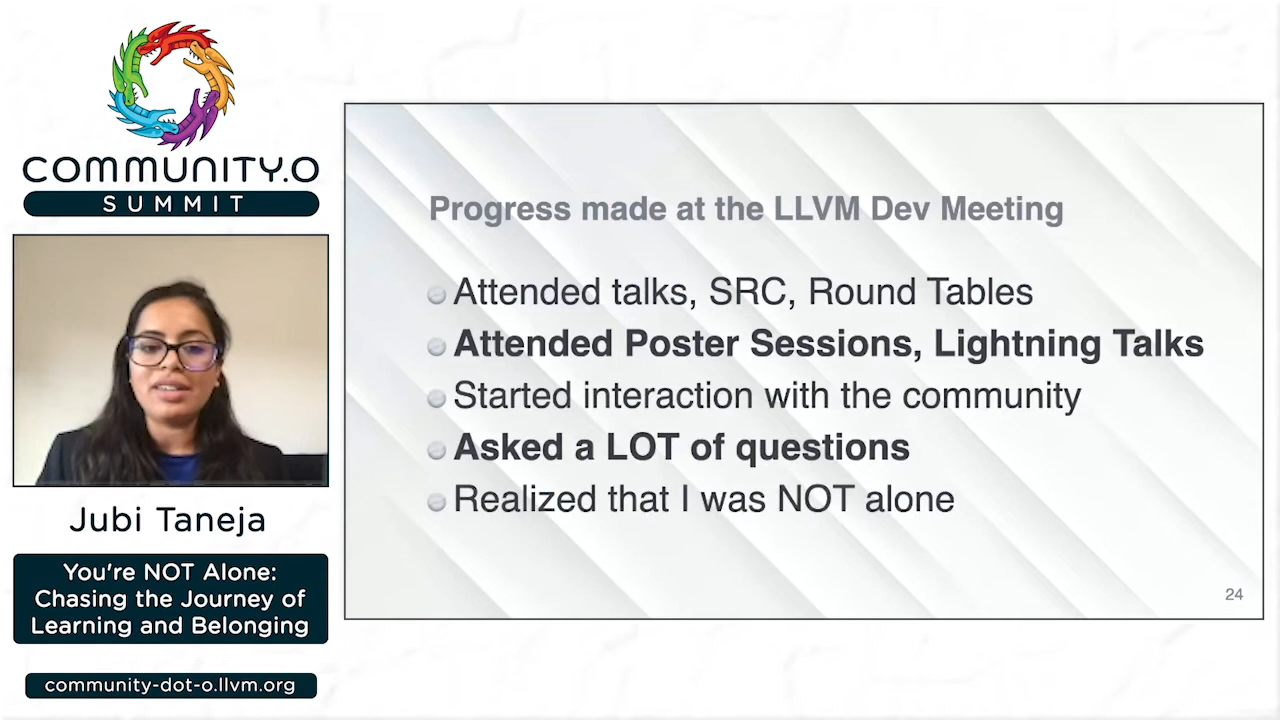 COMMUNITY.O
SUMMIT
Jubi Taneja
You're NOT Alone:
Chasing the Journey of
Learning and Belonging
community-dot-o.llvm.org
Progress made at the LLVM Dev Meeting
Attended talks, SRC, Round Tables
Attended Poster Sessions, Lightning Talks
Started interaction with the community
Asked a LOT of questions
Realized that I was NOT alone
24